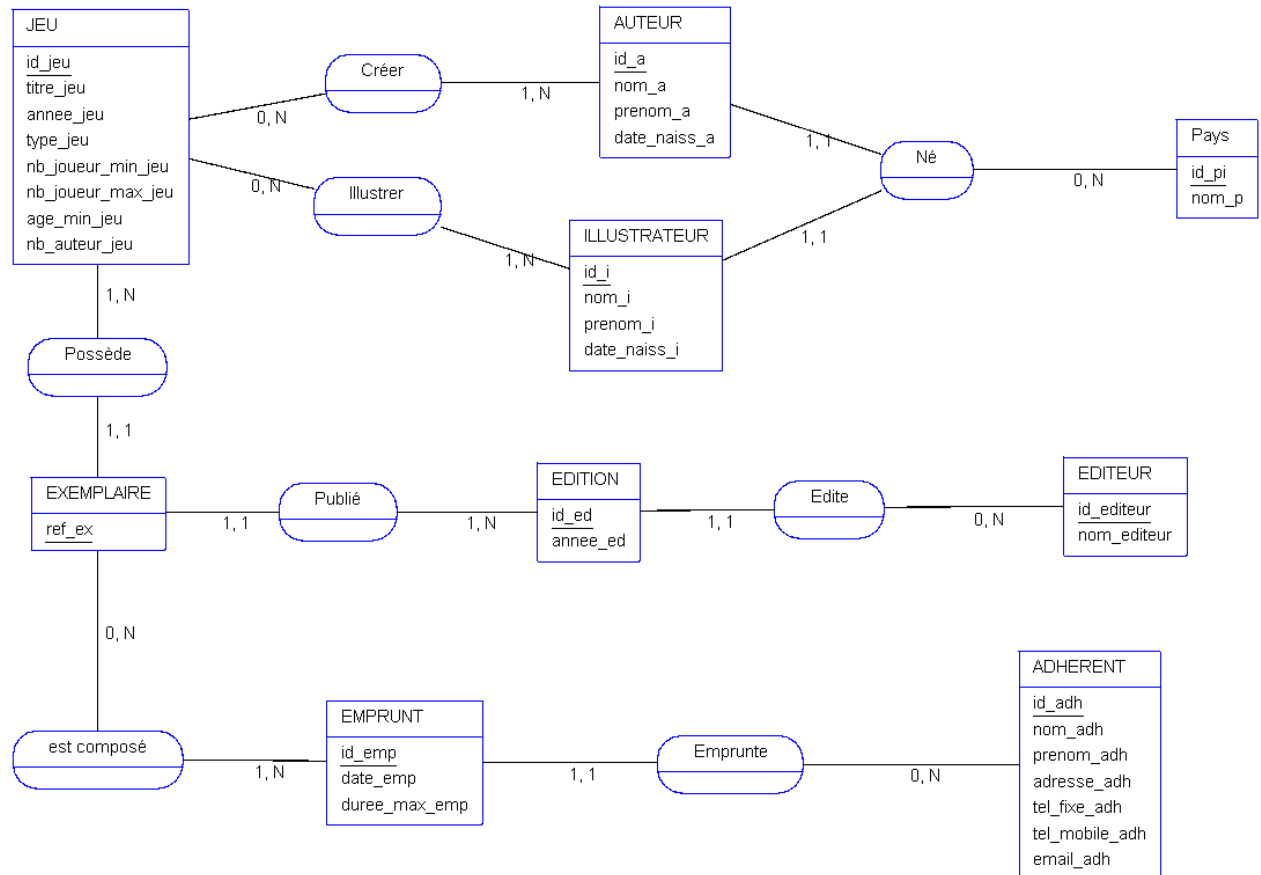 JEU
id_jeu
titre_jeu
annee_jeu
type_jeu
nb_joueur_min_jeu
nb_joueur_max_jeu
age_min_jeu
nb_auteur_jeu
0, N
Créer
1, N
AUTEUR
id_a
nom_a
prenom_a
date_naiss_a
1, 1
0, N
Illustrer
1, N
ILLUSTRATEUR
id_i
nom_i
prenom_i
date_naiss_i
1, 1
Né
0, N
Pays
id_pi
nom_p
1, N
Possède
1, 1
EXEMPLAIRE
ref_ex
1, 1
Publié
1, N
EDITION
id_ed
annee_ed
1, 1
Edite
0, N
EDITEUR
id_editeur
nom_editeur
0, N
est composé
1, N
EMPRUNT
id_emp
date_emp
duree_max_emp
1, 1
Emprunte
0, N
ADHERENT
id_adh
nom_adh
prenom_adh
adresse_adh
tel_fixe_adh
tel_mobile_adh
email_adh